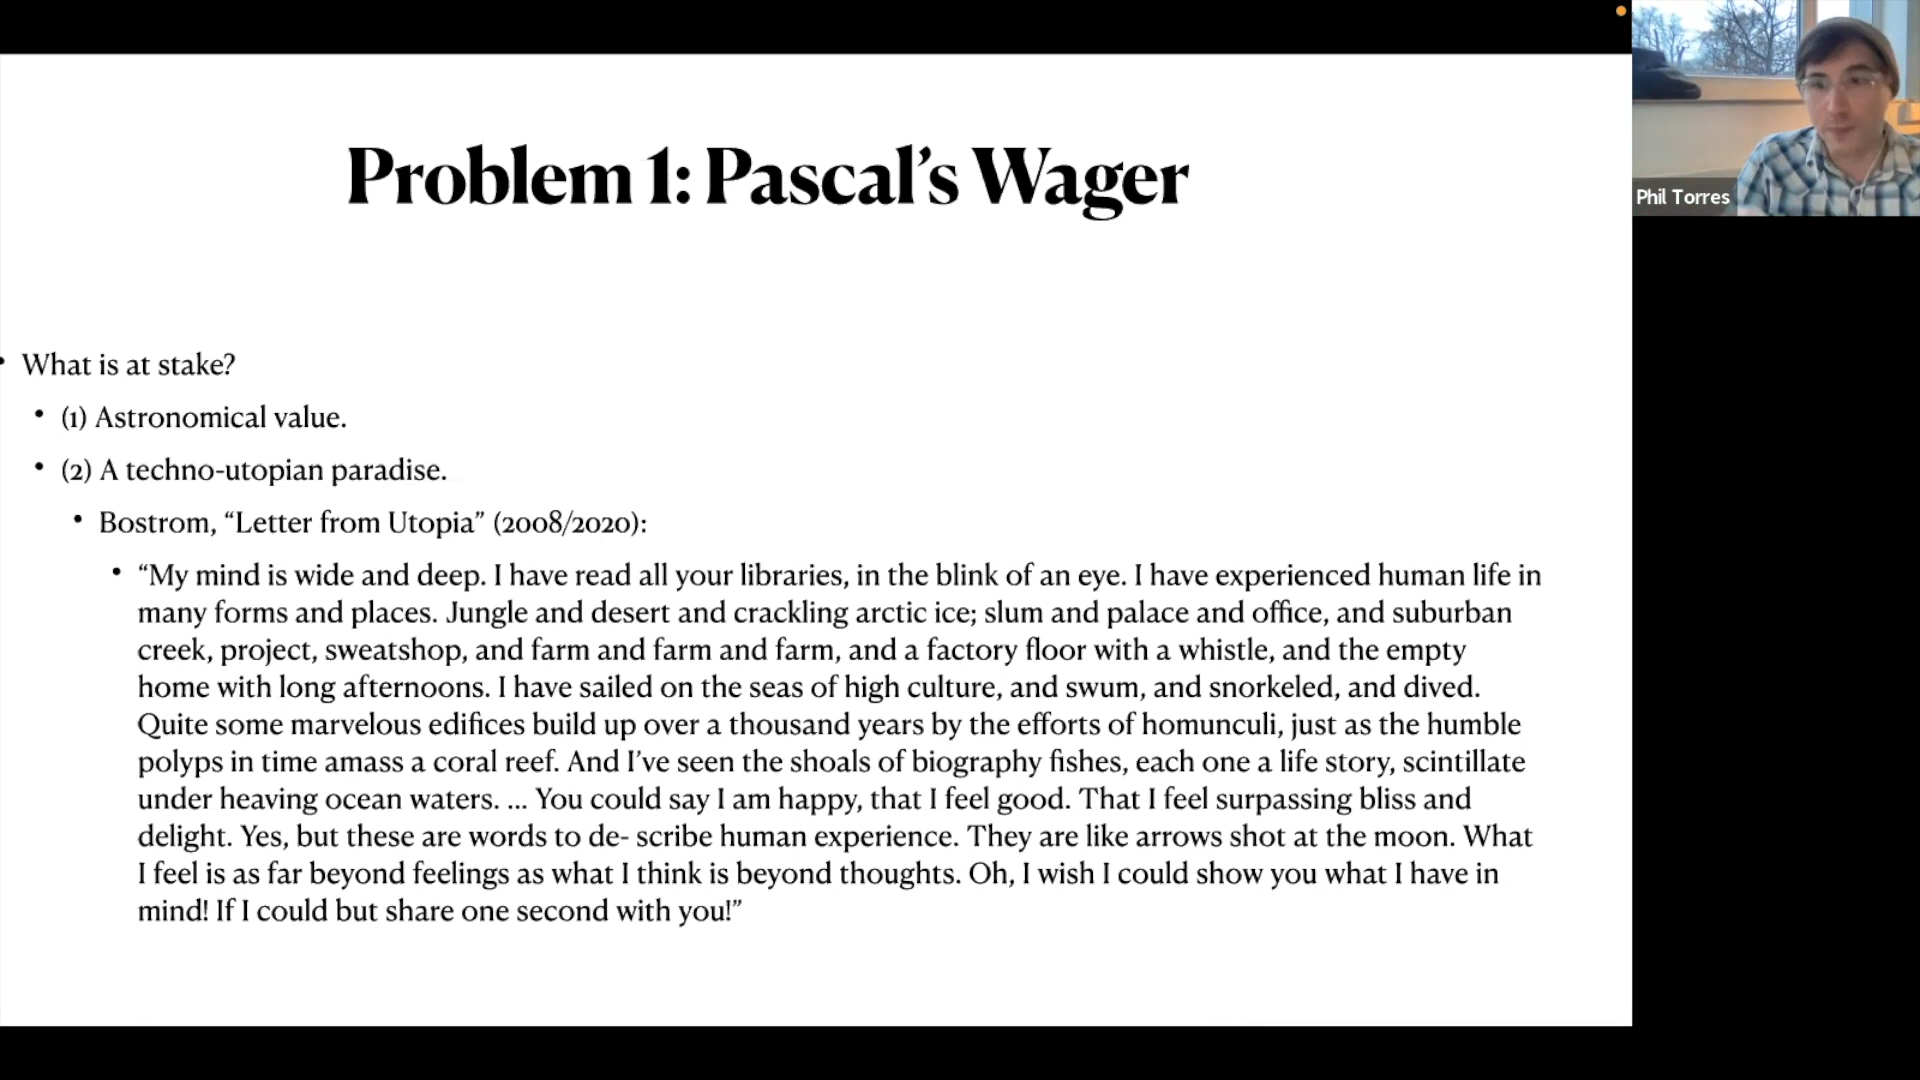 Problem 1: Pascal’s Wager
Phil Torres
• What is at stake?
• (1) Astronomical value.
• (2) A techno-utopian paradise.
• Bostrom, “Letter from Utopia” (2008/2020):
• “My mind is wide and deep. I have read all your libraries, in the blink of an eye. I have experienced human life in
many forms and places. Jungle and desert and crackling arctic ice; slum and palace and office, and suburban
creek, project, sweatshop, and farm and farm and farm, and a factory floor with a whistle, and the empty
home with long afternoons. I have sailed on the seas of high culture, and swum, and snorkeled, and dived.
Quite some marvelous edifices build up over a thousand years by the efforts of homunculi, just as the humble
polyps in time amass a coral reef. And I’ve seen the shoals of biography fishes, each one a life story, scintillate
under heaving ocean waters. ... You could say I am happy, that I feel good. That I feel surpassing bliss and
delight. Yes, but these are words to de- scribe human experience. They are like arrows shot at the moon. What
I feel is as far beyond feelings as what I think is beyond thoughts. Oh, I wish I could show you what I have in
mind! If I could but share one second with you!”